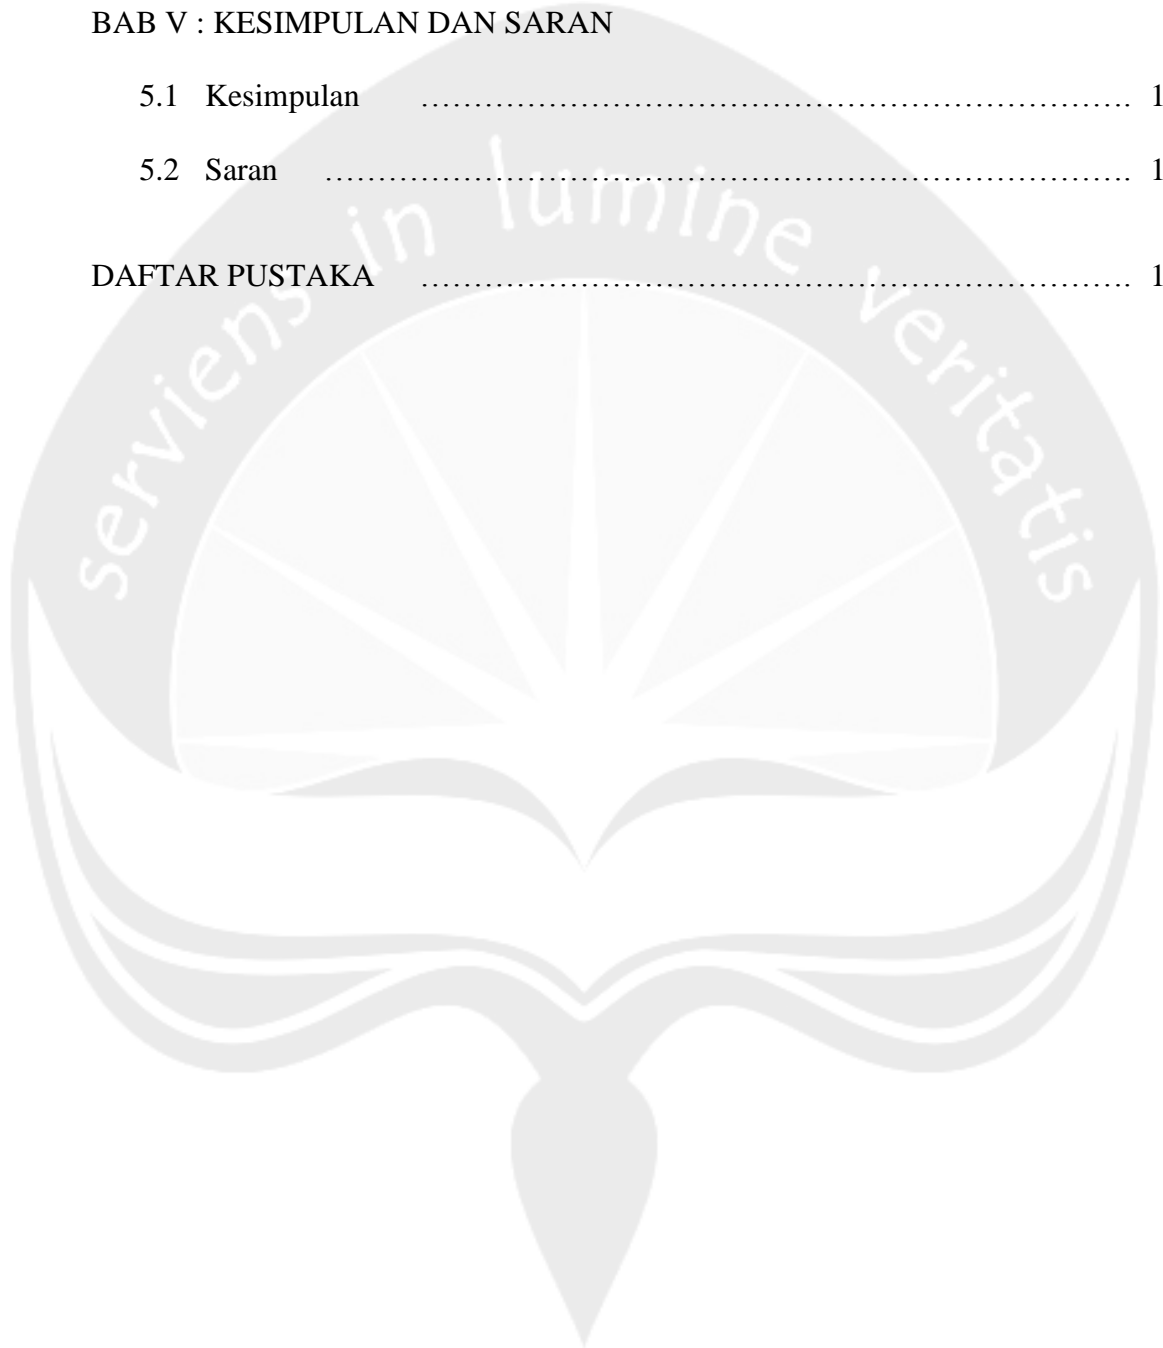 BAB V : KESIMPULAN DAN SARAN
5.1 Kesimpulan ……………………………………………………………. 1
5.2 Saran ……………………………………………………………………. 1
DAFTAR PUSTAKA ……………………………………………………………. 1
serviens in lumine veritatis